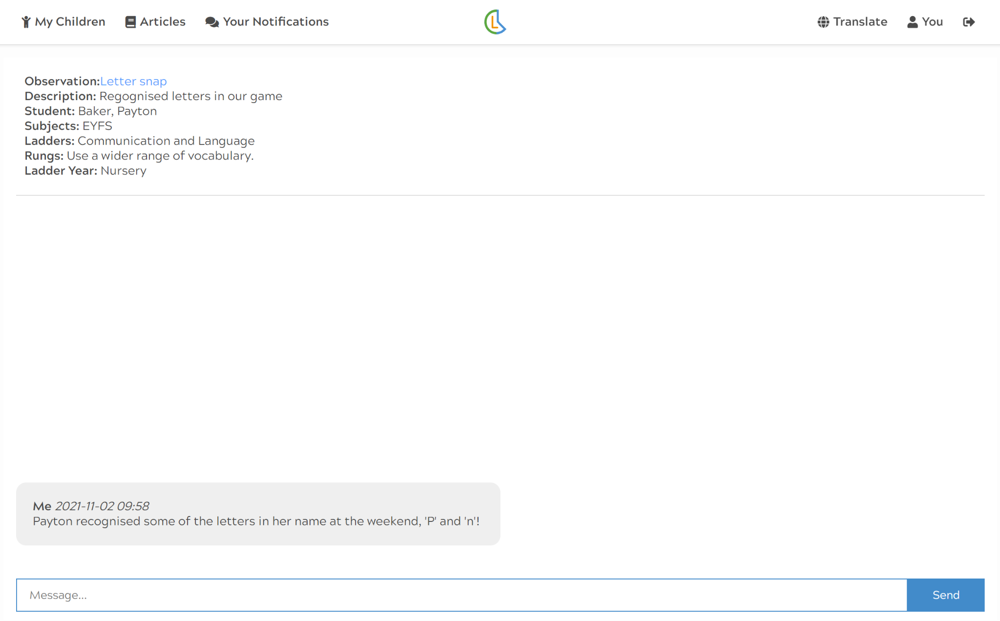 My Children Articles Your Notifications Translate You
Observation:Letter snap
Description: Regognised letters in our game
Student: Baker, Payton
Subjects: EYFS
Ladders: Communication and Language
Rungs: Use a wider range of vocabulary.
Ladder Year: Nursery
Me 2021-11-02 09:58
Payton recognised some of the letters in her name at the weekend, 'P' and 'n'!
Message...
Send